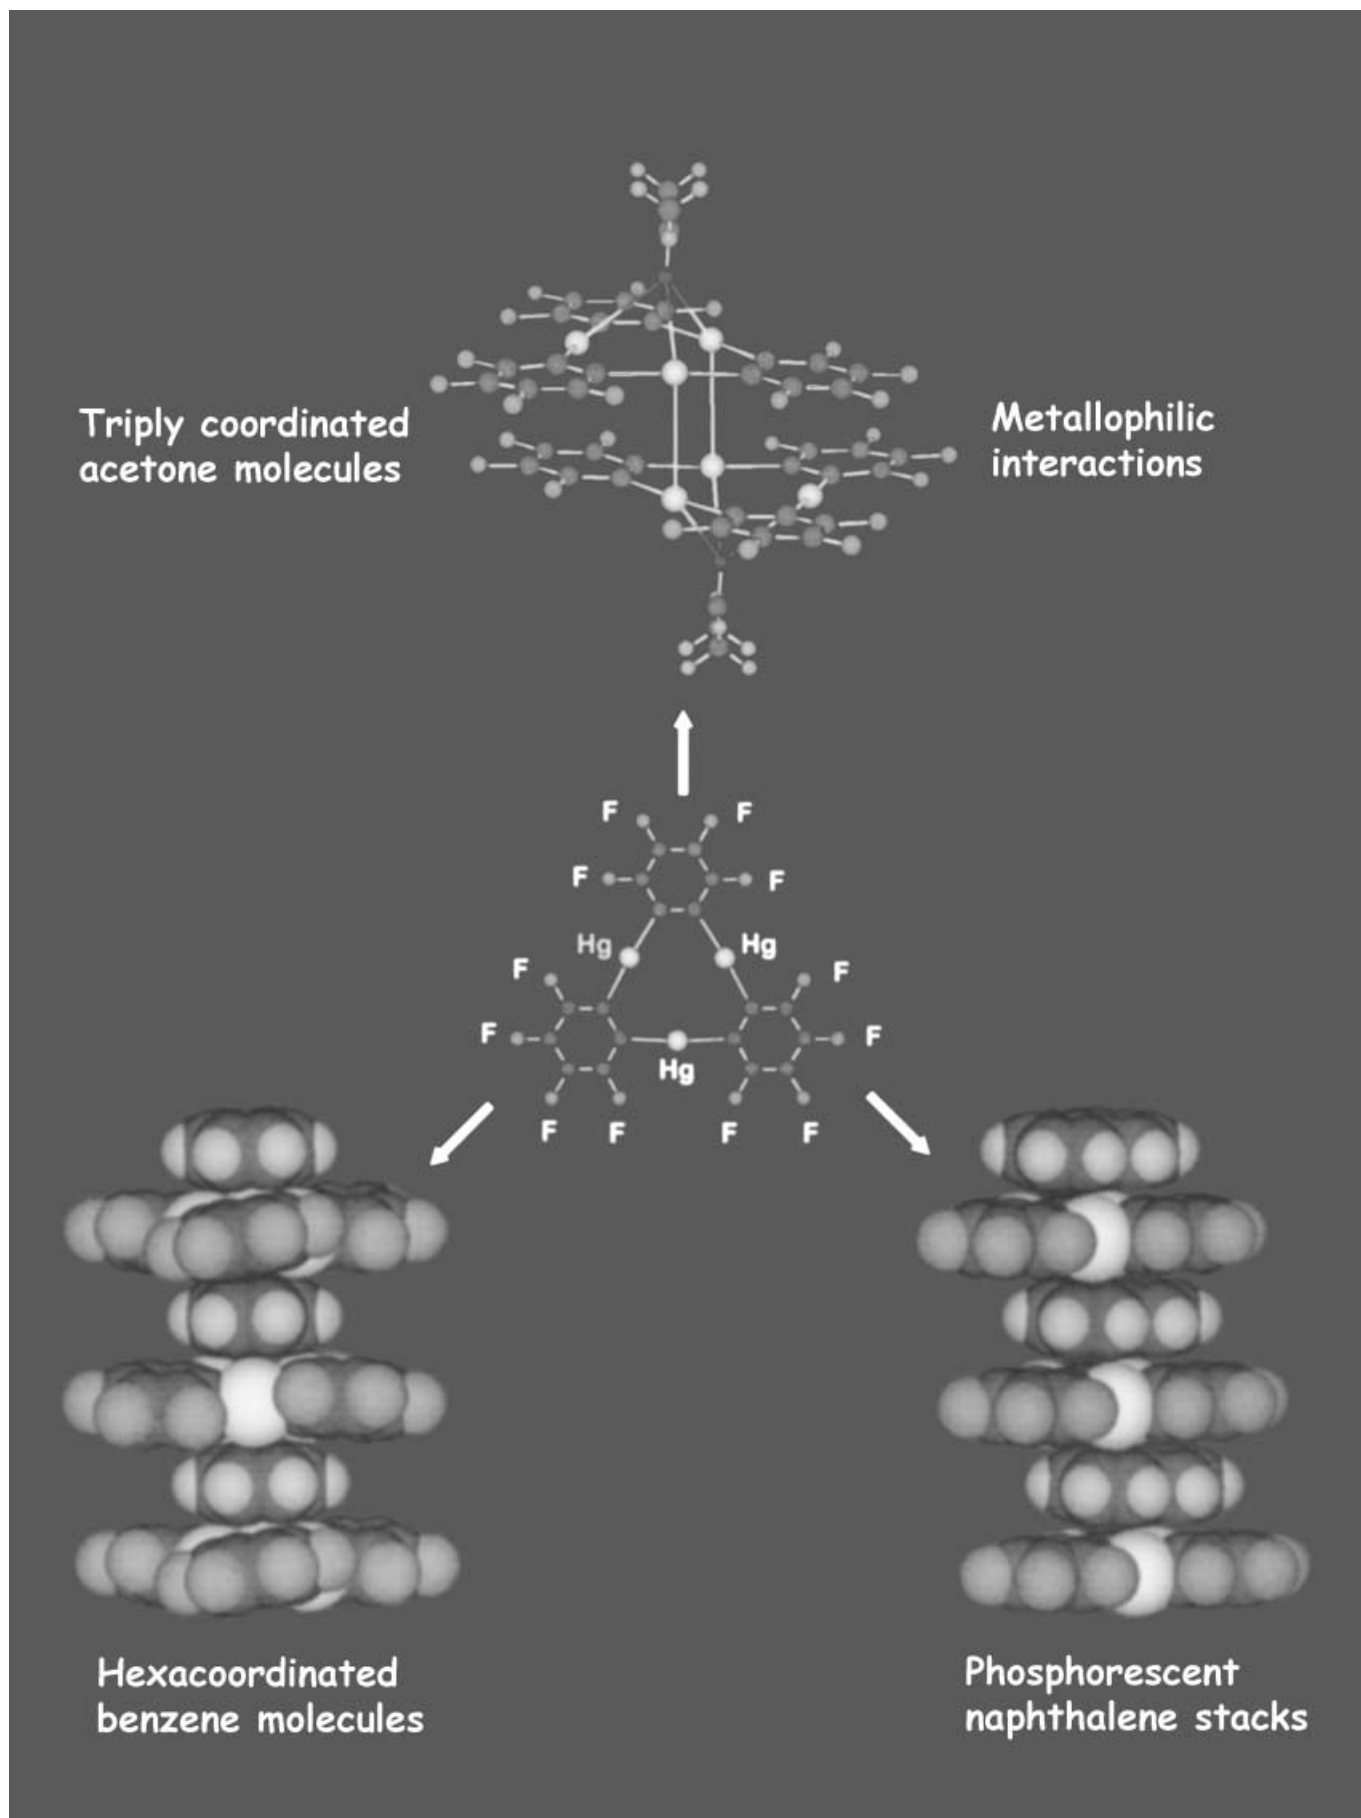 Triply coordinated
acetone molecules
Metallophilic
interactions
F F
F F
Hg Hg
F F
F F
Hg
F F F F
Hexacoordinated
benzene molecules
Phosphorescent
naphthalene stacks